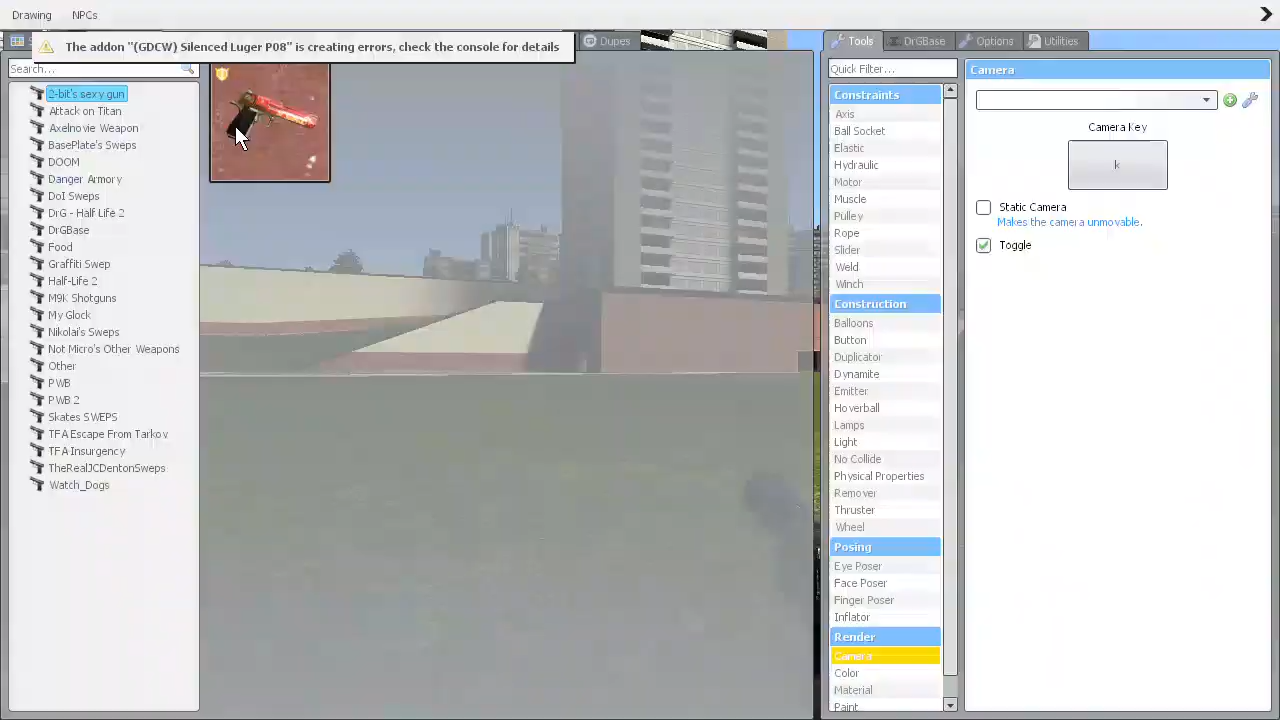 Drawing NPCs
The addon "(GDCW) Silenced Luger P08" is creating errors, check the console for details
Dupes
Search...
2-bit's sexy gun
Attack on Titan
Axelnovie Weapon
BasePlate's Sweps
DOOM
Danger Armory
DoI Sweps
DrG - Half Life 2
DrGBase
Food
Graffiti Swep
Half-Life 2
M9K Shotguns
My Glock
Nikolai's Sweps
Not Micro's Other Weapons
Other
PWB
PWB 2
Skates SWEPS
TFA Escape From Tarkov
TFA Insurgency
TheRealJCDentonSweps
Watch_Dogs
Tools DrGBase Options Utilities
Quick Filter...
Constraints
Axis
Ball Socket
Elastic
Hydraulic
Motor
Muscle
Pulley
Rope
Slider
Weld
Winch
Construction
Balloons
Button
Duplicator
Dynamite
Emitter
Hoverball
Lamps
Light
No Collide
Physical Properties
Remover
Thruster
Wheel
Posing
Eye Poser
Face Poser
Finger Poser
Inflator
Render
Camera
Color
Material
Paint
Camera
Camera Key
k
Static Camera
Makes the camera unmovable.
Toggle